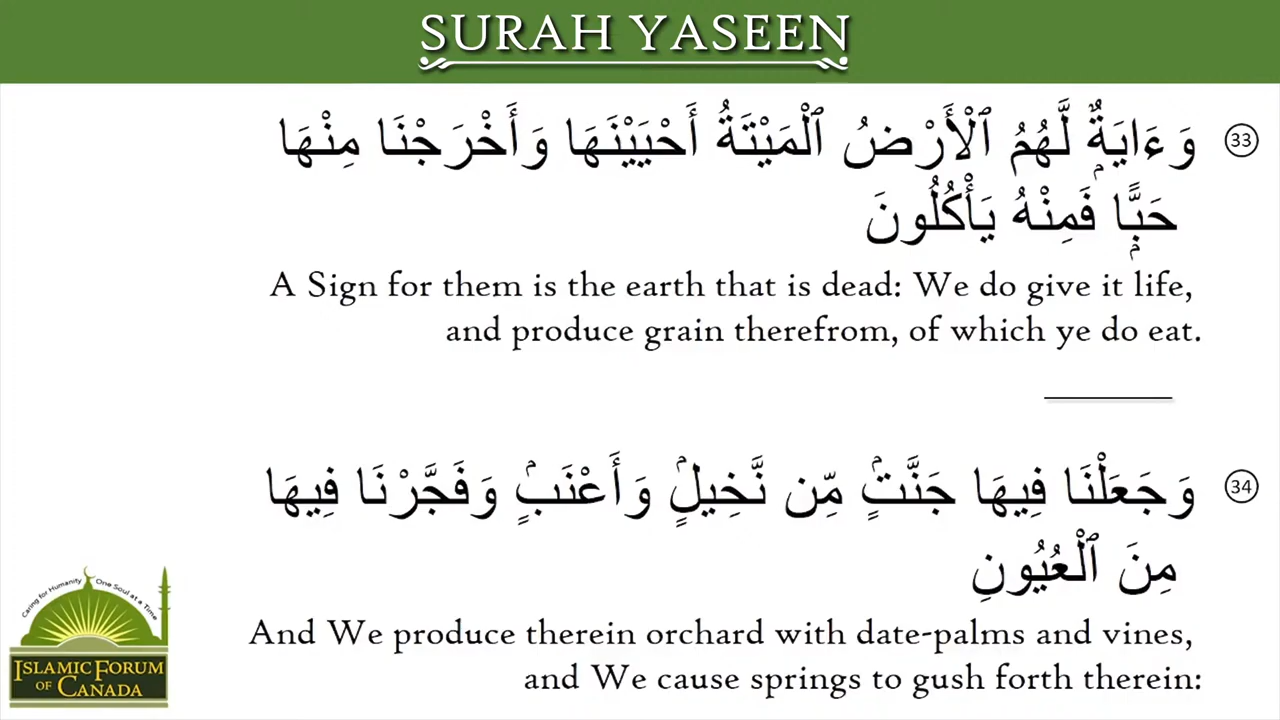 SURAH YASEEN
وَءَايَةٌۭ لَّهُمُ ٱلْأَرْضُ ٱلْمَيْتَةُ أَحْيَيْنَهَا وَأَخْرَجْنَا مِنْهَا
33
حَبًّۭا فَمِنْهُ يَأْكُلُونَ
A Sign for them is the earth that is dead: We do give it life,
and produce grain therefrom, of which ye do eat.
وَجَعَلْنَا فِيهَا جَنَّتٍۢ مِّن نَّخِيلٍۢ وَأَعْنَبٍۢ وَفَجَّرْنَا فِيهَا
34
مِنَ ٱلْعُيُونِ
And We produce therein orchard with date-palms and vines,
and We cause springs to gush forth therein:
Caring for Humanity One Soul at a Time
ISLAMIC FORUM
OF CANADA